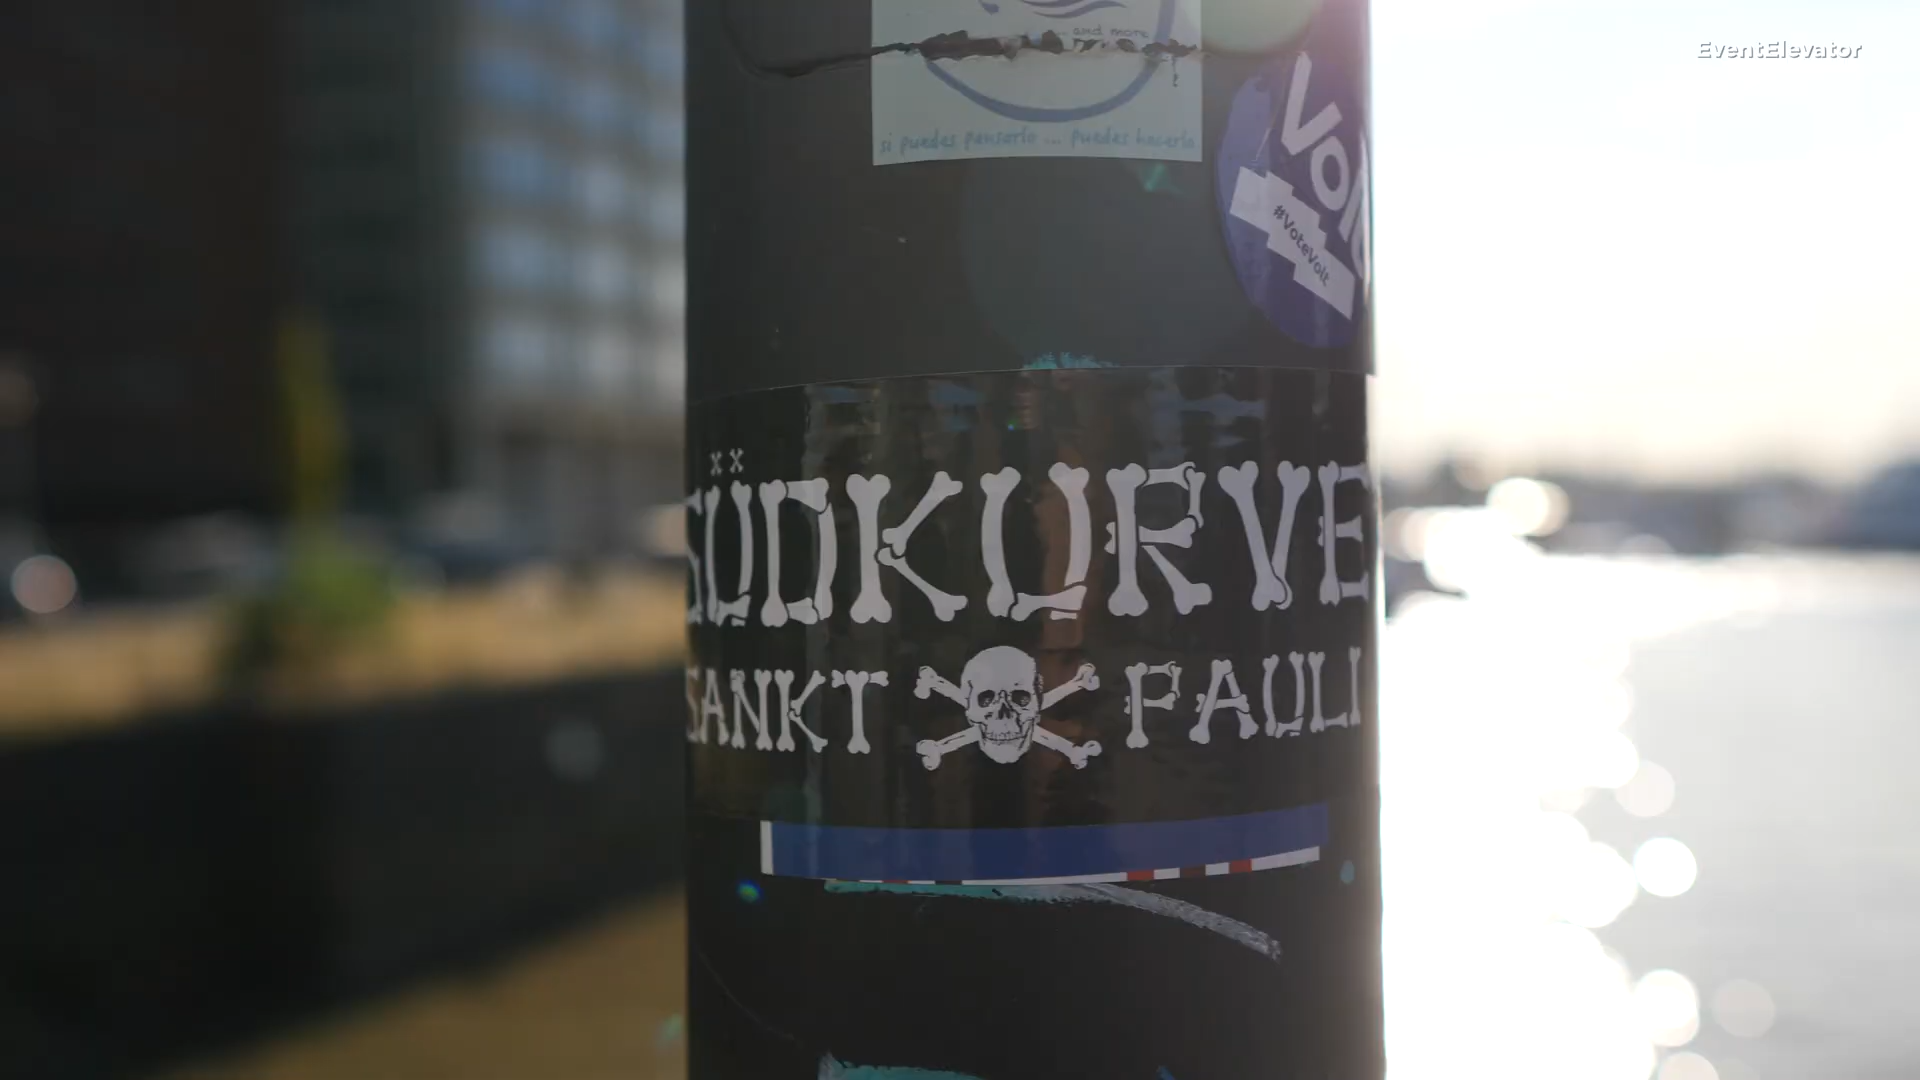 EventElevator
... and more
si puedes pensarlo ... puedes hacerlo
Volt
#VoteVolt
SÜDKURVE
SANKT PAULI